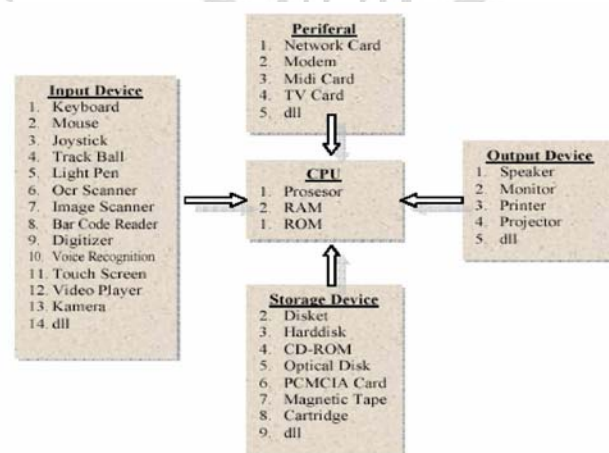 Periferal
1. Network Card
2. Modem
3. Midi Card
4. TV Card
5. dll
Input Device
1. Keyboard
2. Mouse
3. Joystick
4. Track Ball
5. Light Pen
6. Ocr Scanner
7. Image Scanner
8. Bar Code Reader
9. Digitizer
10. Voice Recognition
11. Touch Screen
12. Video Player
13. Kamera
14. dll
CPU
1. Prosesor
2. RAM
1. ROM
Output Device
1. Speaker
2. Monitor
3. Printer
4. Projector
5. dll
Storage Device
2. Disket
3. Harddisk
4. CD-ROM
5. Optical Disk
6. PCMCIA Card
7. Magnetic Tape
8. Cartridge
9. dll